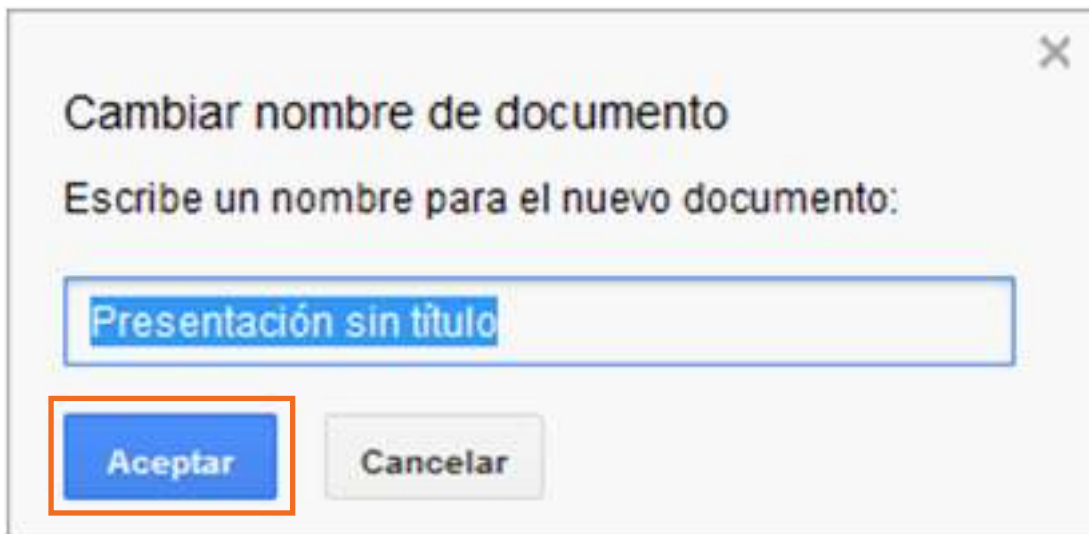 Cambiar nombre de documento
Escribe un nombre para el nuevo documento:
Presentación sin título
Aceptar
Cancelar